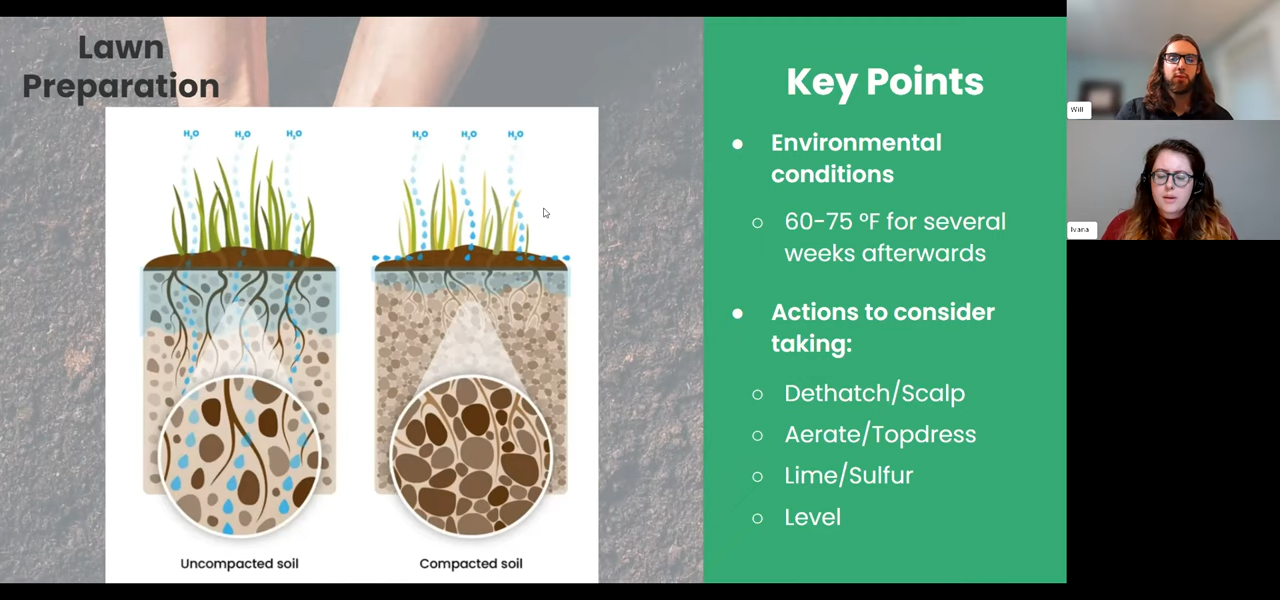 Lawn
Preparation
H₂O H₂O H₂O
H₂O H₂O H₂O
Uncompacted soil
Compacted soil
Key Points
● Environmental
conditions
○ 60-75 °F for several
weeks afterwards
● Actions to consider
taking:
○ Dethatch/Scalp
○ Aerate/Topdress
○ Lime/Sulfur
○ Level
Will
Ivana